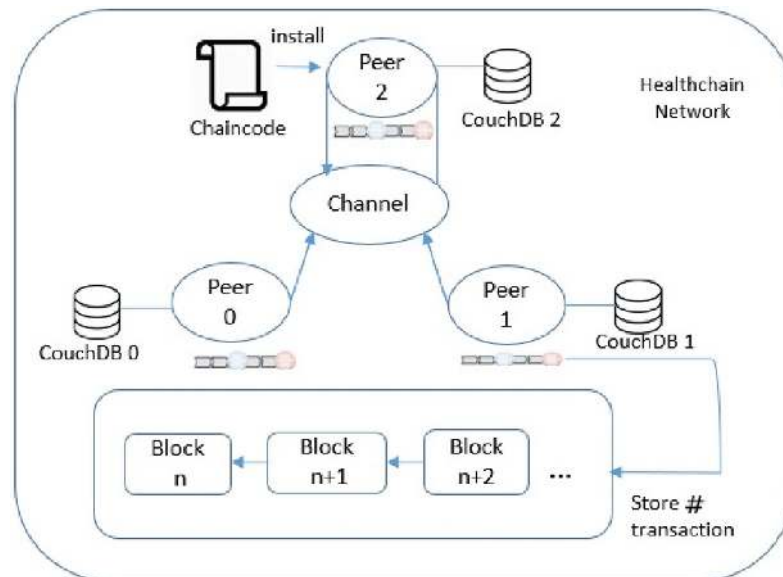 install
Peer
2
Chaincode
CouchDB 2
Healthchain
Network
Channel
Peer
0
CouchDB 0
Peer
1
CouchDB 1
Block
n
Block
n+1
Block
n+2
...
Store #
transaction